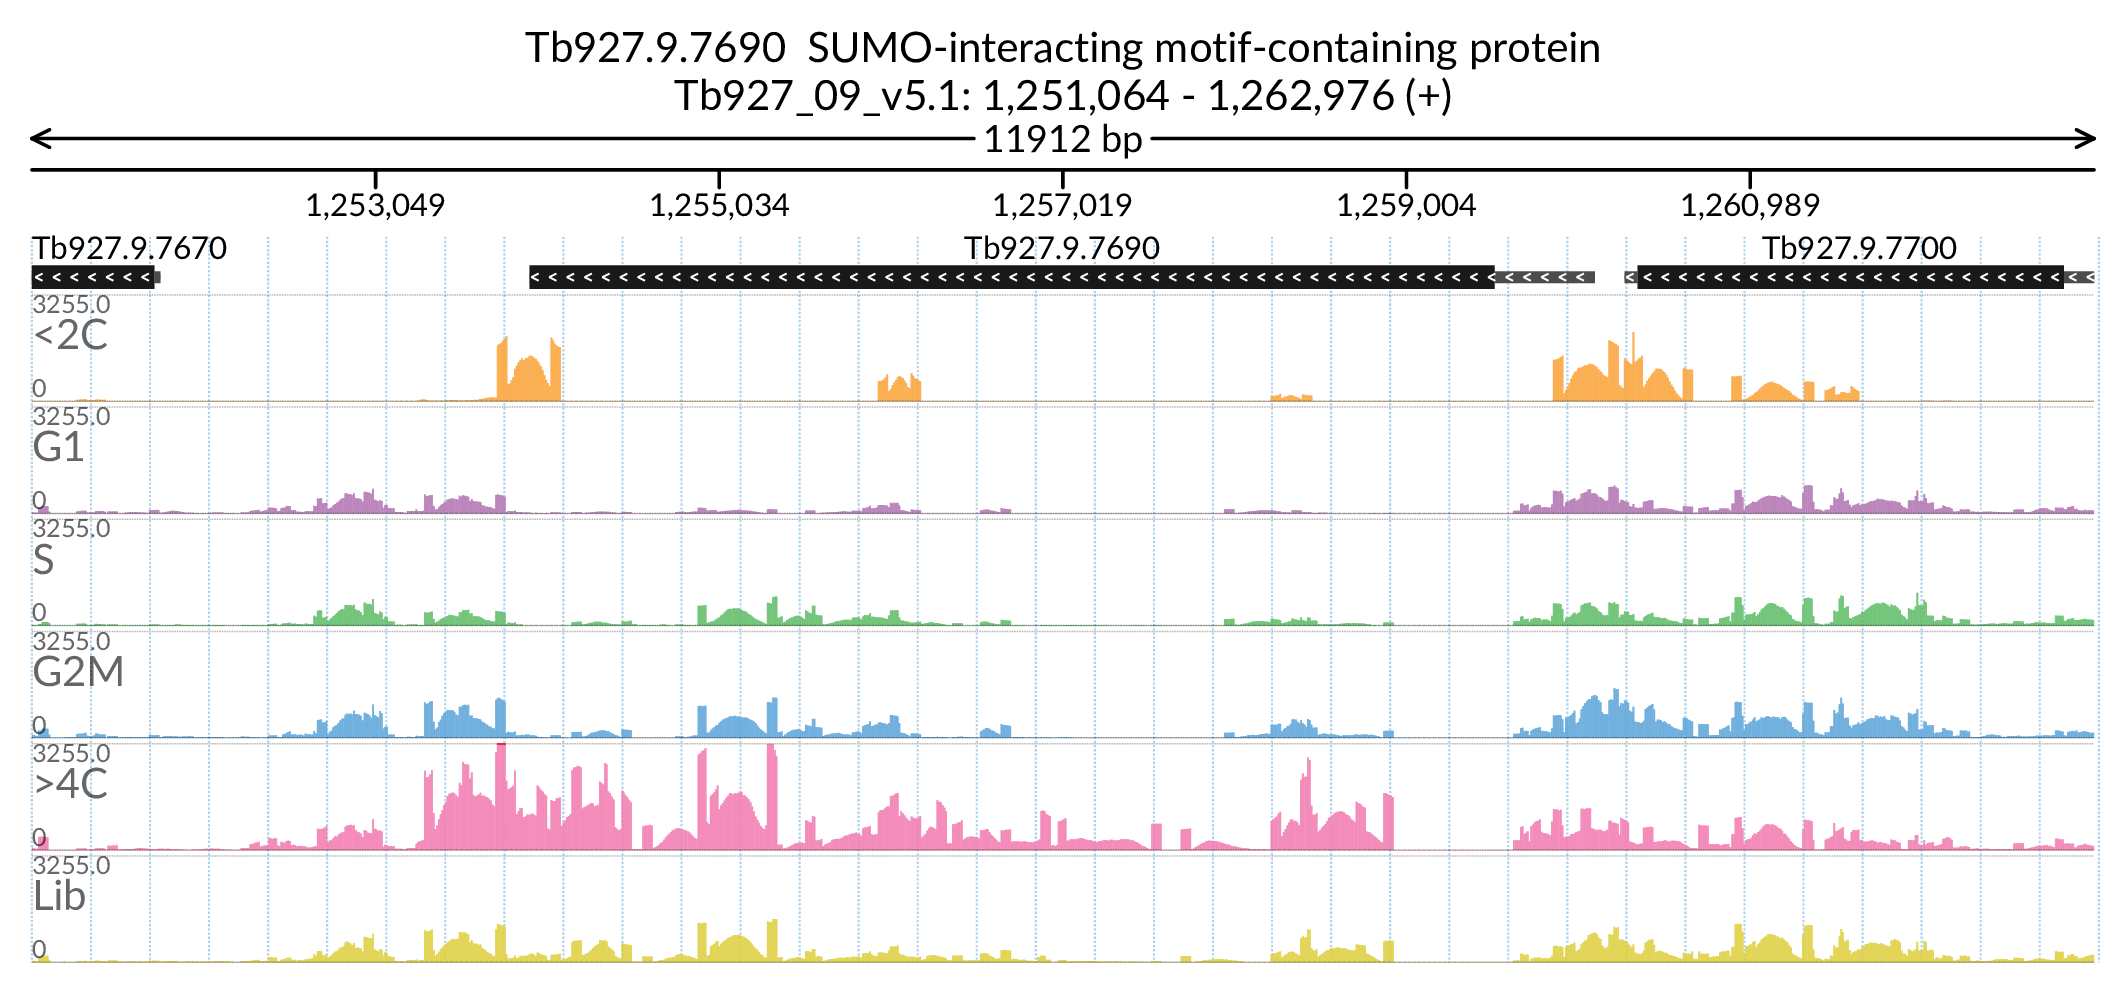 Tb927.9.7690  SUMO-interacting motif-containing protein
Tb927_09_v5.1: 1,251,064 - 1,262,976 (+)
11912 bp
1,253,049 1,255,034 1,257,019 1,259,004 1,260,989
Tb927.9.7670 Tb927.9.7690 Tb927.9.7700
3255.0
<2C
0
3255.0
G1
0
3255.0
S
0
3255.0
G2M
0
3255.0
>4C
0
3255.0
Lib
0